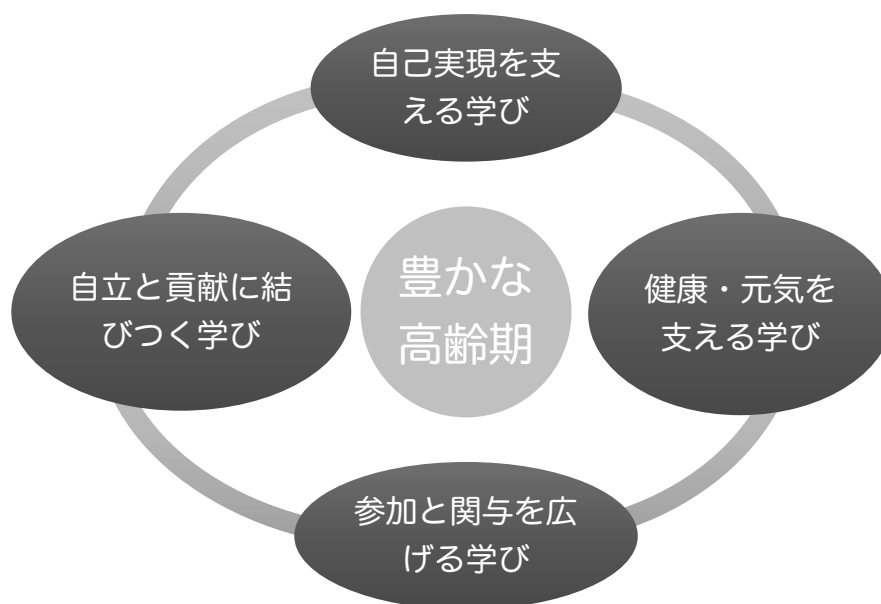 自己実現を支
える学び
自立と貢献に結
びつく学び
豊かな
高齢期
健康・元気を
支える学び
参加と関与を広
げる学び